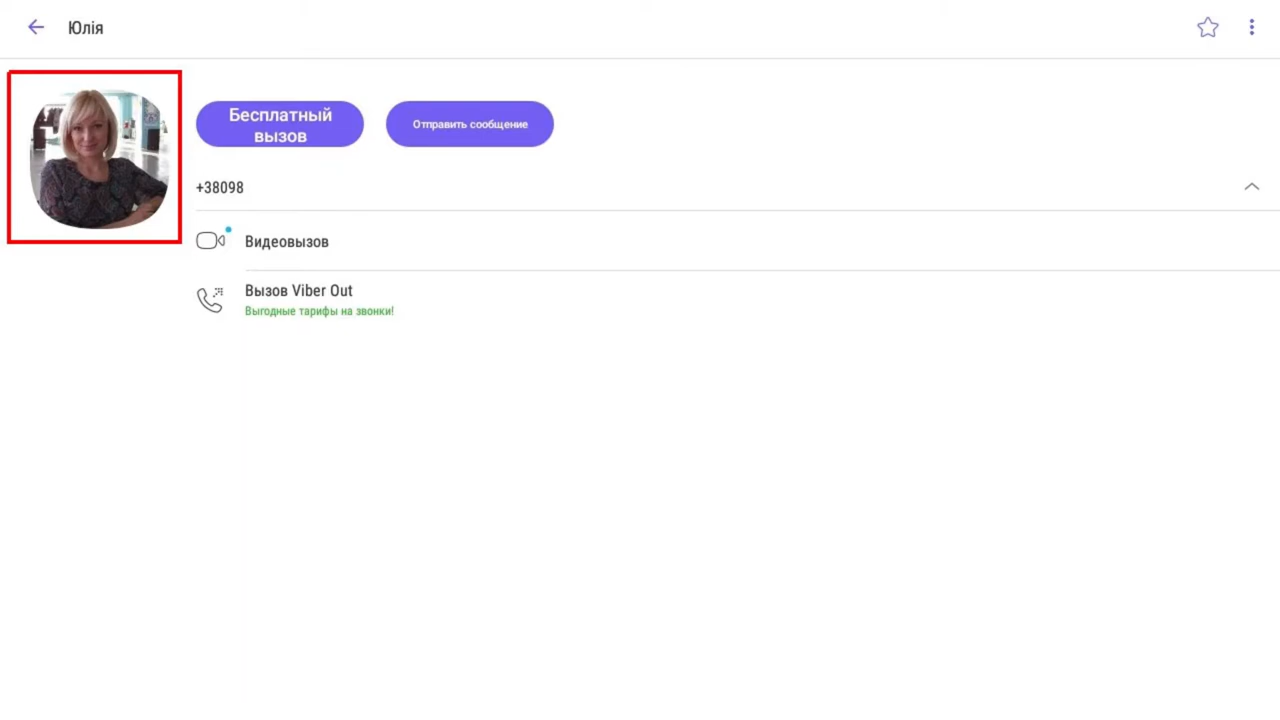 Юлія
Бесплатный
вызов
Отправить сообщение
+38098
Видеовызов
Вызов Viber Out
Выгодные тарифы на звонки!